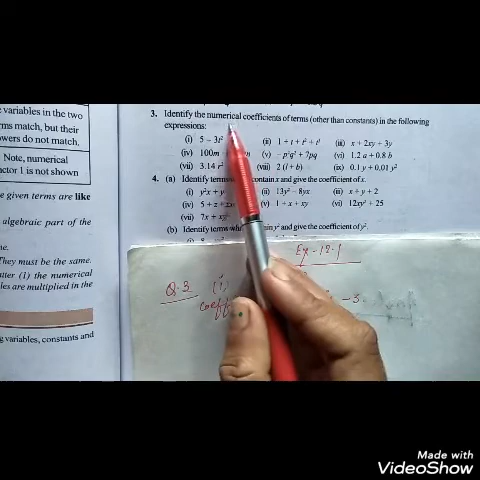 e variables in the two
rms match, but their
owers do not match.
Note, numerical
actor 1 is not shown
e given terms are like
algebraic part of the
ne.
They must be the same.
atter (1) the numerical
les are multiplied in the
g variables, constants and
3. Identify the numerical coefficients of terms (other than constants) in the following
expressions:
(i) 5 – 3t² (ii) 1 + t + t² + t³ (iii) x + 2xy + 3y
(iv) 100m (v) – p²q² + 7pq (vi) 1.2 a + 0.8 b
(vii) 3.14 r² (viii) 2 (l + b) (ix) 0.1 y + 0.01 y²
4. (a) Identify terms contain x and give the coefficient of x.
(i) y²x + y (ii) 13y² – 8yx (iii) x + y + 2
(iv) 5 + z + zx (v) 1 + x + xy (vi) 12xy² + 25
(vii) 7x + xy²
(b) Identify terms contain y² and give the coefficient of y².
Ex-12.1
Q.3 (i)
coeff -3.
Made with
VideoShow